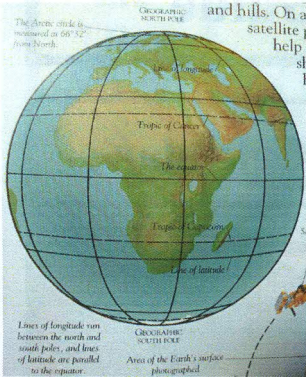 GEOGRAPHIC
NORTH POLE
The Arctic circle is
measured at 66°32'
from North.
and hills. On a
satellite
help
Lines of longitude
Tropic of Cancer
The equator
Tropic of Capricorn
Line of latitude
Lines of longitude run
between the north and
south poles, and lines
of latitude are parallel
to the equator
GEOGRAPHIC
SOUTH POLE
Area of the Earth's surface
photographed